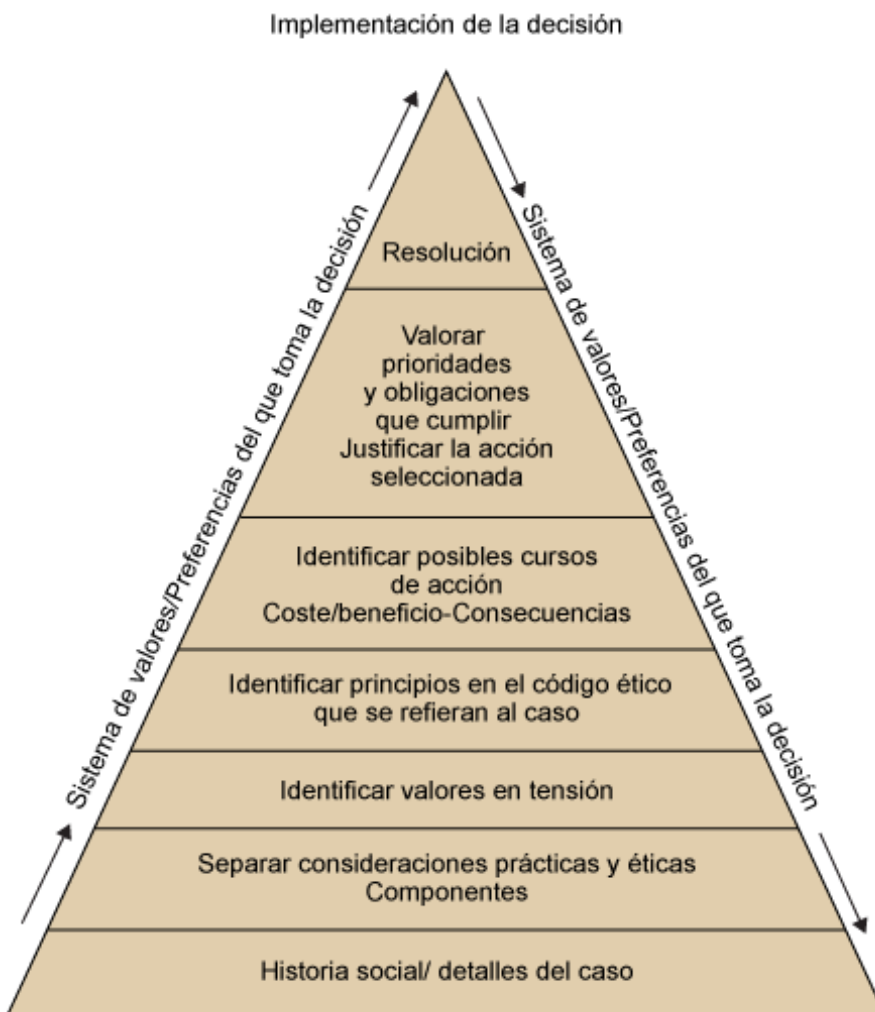 Implementación de la decisión
Sistema de valores/Preferencias del que toma la decisión
Sistema de valores/Preferencias del que toma la decisión
Resolución
Valorar
prioridades
y obligaciones
que cumplir
Justificar la acción
seleccionada
Identificar posibles cursos
de acción
Coste/beneficio-Consecuencias
Identificar principios en el código ético
que se refieran al caso
Identificar valores en tensión
Separar consideraciones prácticas y éticas
Componentes
Historia social/ detalles del caso